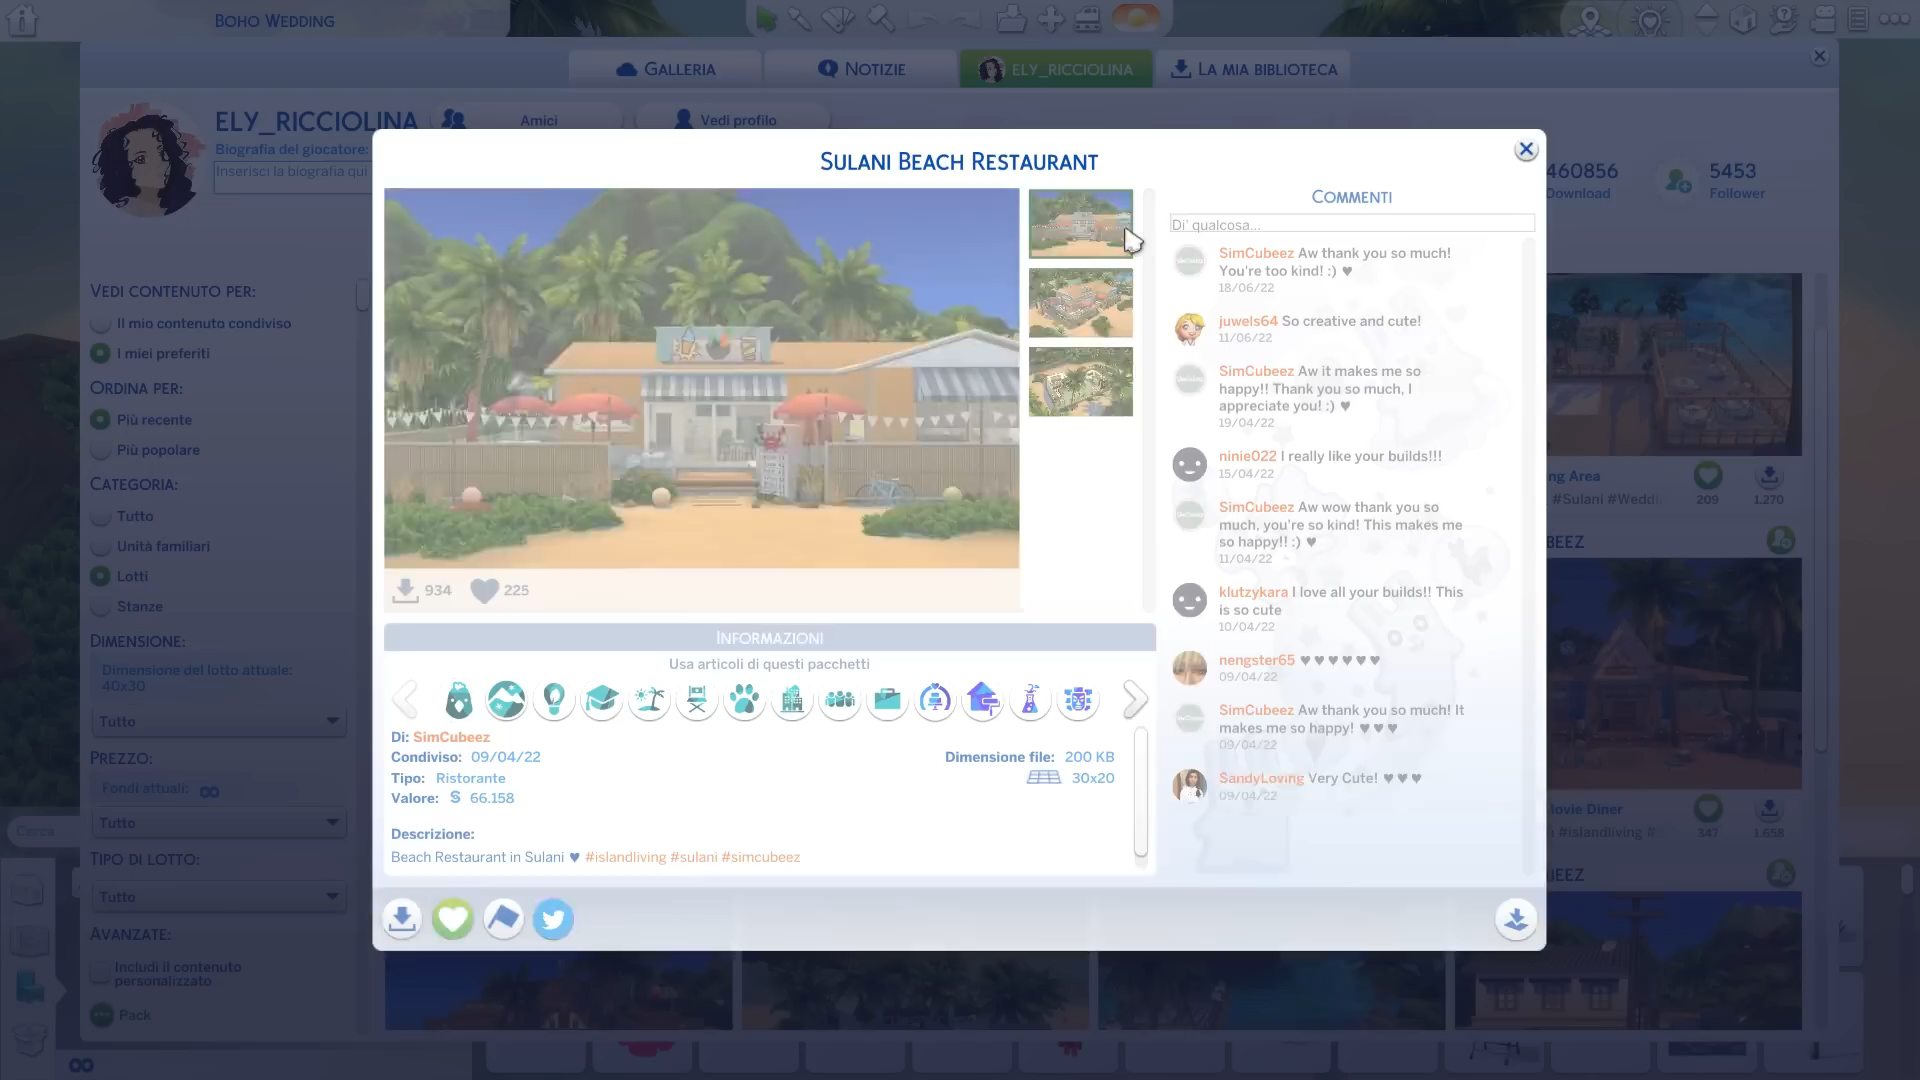 BOHO WEDDING
GALLERIA
NOTIZIE
ELY_RICCIOLINA
LA MIA BIBLIOTECA
ELY_RICCIOLINA
Amici
Vedi profilo
Biografia del giocatore:
Inserisci la biografia qui
460856
Download
5453
Follower
VEDI CONTENUTO PER:
Il mio contenuto condiviso
I miei preferiti
ORDINA PER:
Più recente
Più popolare
CATEGORIA:
Tutto
Unità familiari
Lotti
Stanze
DIMENSIONE:
Dimensione del lotto attuale:
40x30
Tutto
PREZZO:
Fondi attuali:
Tutto
Cerca
TIPO DI LOTTO:
Tutto
AVANZATE:
Includi il contenuto
personalizzato
Pack
SULANI BEACH RESTAURANT
934
225
INFORMAZIONI
Usa articoli di questi pacchetti
Di: SimCubeez
Condiviso: 09/04/22
Dimensione file: 200 KB
Tipo: Ristorante
30x20
Valore: § 66.158
Descrizione:
Beach Restaurant in Sulani ♥ #islandliving #sulani #simcubeez
COMMENTI
Di' qualcosa...
SimCubeez Aw thank you so much!
You're too kind! :) ♥
18/06/22
juwels64 So creative and cute!
11/06/22
SimCubeez Aw it makes me so
happy!! Thank you so much, I
appreciate you! :) ♥
19/04/22
ninie022 I really like your builds!!!
15/04/22
SimCubeez Aw wow thank you so
much, you're so kind! This makes me
so happy!! :) ♥
11/04/22
klutzykara I love all your builds!! This
is so cute
10/04/22
nengster65 ♥ ♥ ♥ ♥ ♥ ♥
09/04/22
SimCubeez Aw thank you so much! It
makes me so happy! ♥ ♥ ♥
09/04/22
SandyLoving Very Cute! ♥ ♥ ♥
09/04/22
ng Area
#Sulani #Weddi
209
1.270
BEEZ
lovie Diner
#islandliving #
347
1.658
EEZ